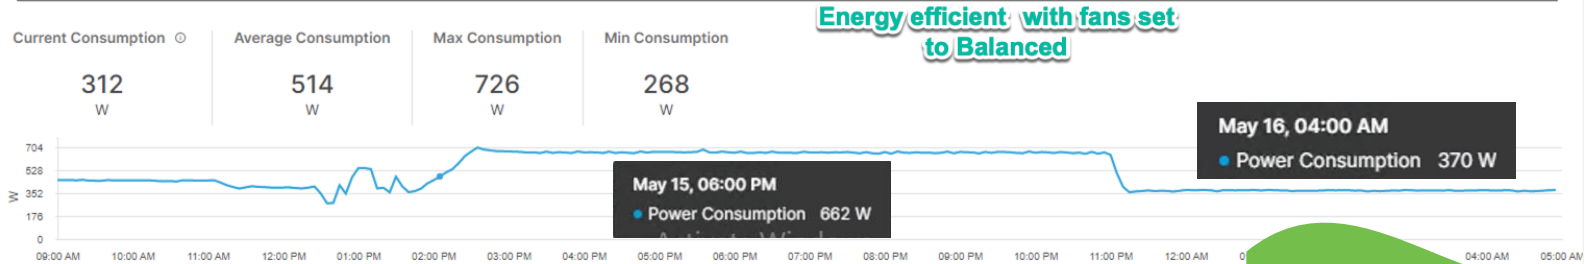 Energy efficient with fans set
to Balanced
Current Consumption
Average Consumption
Max Consumption
Min Consumption
312
514
726
268
W
W
W
W
May 16, 04:00 AM
Power Consumption 370 W
704
528
352
176
0
W
May 15, 06:00 PM
Power Consumption 662 W
09:00 AM
10:00 AM
11:00 AM
12:00 PM
01:00 PM
02:00 PM
03:00 PM
04:00 PM
05:00 PM
06:00 PM
07:00 PM
08:00 PM
09:00 PM
10:00 PM
11:00 PM
12:00 AM
04:00 AM
05:00 AM